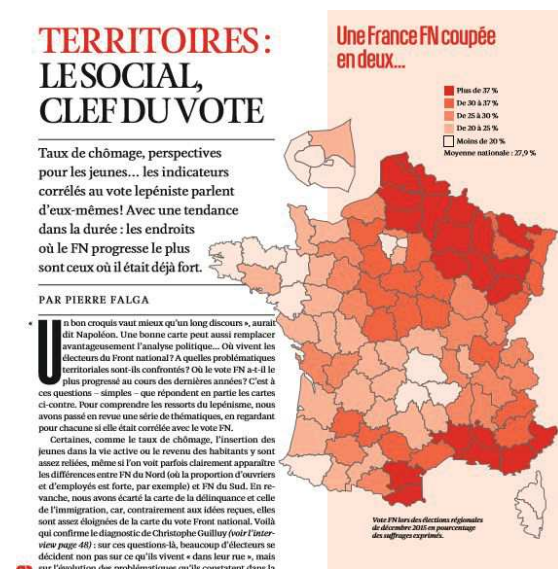 TERRITOIRES :
LE SOCIAL,
CLEF DU VOTE
Taux de chômage, perspectives
pour les jeunes... les indicateurs
corrélés au vote lepéniste parlent
d'eux-mêmes! Avec une tendance
dans la durée : les endroits
où le FN progresse le plus
sont ceux où il était déjà fort.
PAR PIERRE FALGA
« Un bon croquis vaut mieux qu'un long discours », aurait
dit Napoléon. Une bonne carte peut aussi remplacer
avantageusement l'analyse politique... Où vivent les
électeurs du Front national ? A quelles problématiques
territoriales sont-ils confrontés ? Où le vote FN a-t-il le
plus progressé au cours des dernières années ? C'est à
ces questions – simples – que répondent en partie les cartes
ci-contre. Pour comprendre les ressorts du lepénisme, nous
avons passé en revue une série de thématiques, en regardant
pour chacune si elle était corrélée avec le vote FN.
Certaines, comme le taux de chômage, l'insertion des
jeunes dans la vie active ou le revenu des habitants y sont
assez reliées, même si l'on voit parfois clairement apparaître
les différences entre FN du Nord (où la proportion d'ouvriers
et d'employés est forte, par exemple) et FN du Sud. En re-
vanche, nous avons écarté la carte de la délinquance et celle
de l'immigration, car, contrairement aux idées reçues, elles
sont assez éloignées de la carte du vote Front national. Voilà
qui confirme le diagnostic de Christophe Guilluy (voir l'inter-
view page 48) : sur ces questions-là, beaucoup d'électeurs se
décident non pas sur ce qu'ils vivent « dans leur rue », mais
sur l'évolution des problématiques qu'ils constatent dans la
Une France FN coupée
en deux...
Plus de 37 %
De 30 à 37 %
De 25 à 30 %
De 20 à 25 %
Moins de 20 %
Moyenne nationale : 27,9 %
Vote FN lors des élections régionales
de décembre 2015 en pourcentage
des suffrages exprimés.